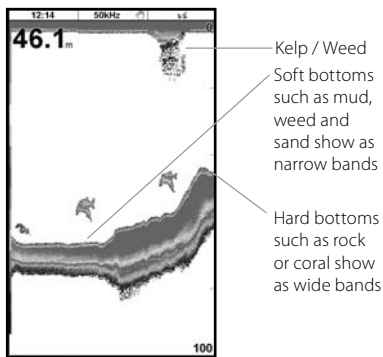 12:14 50kHz
0
46.1m
Kelp / Weed
Soft bottoms
such as mud,
weed and
sand show as
narrow bands
Hard bottoms
such as rock
or coral show
as wide bands
100